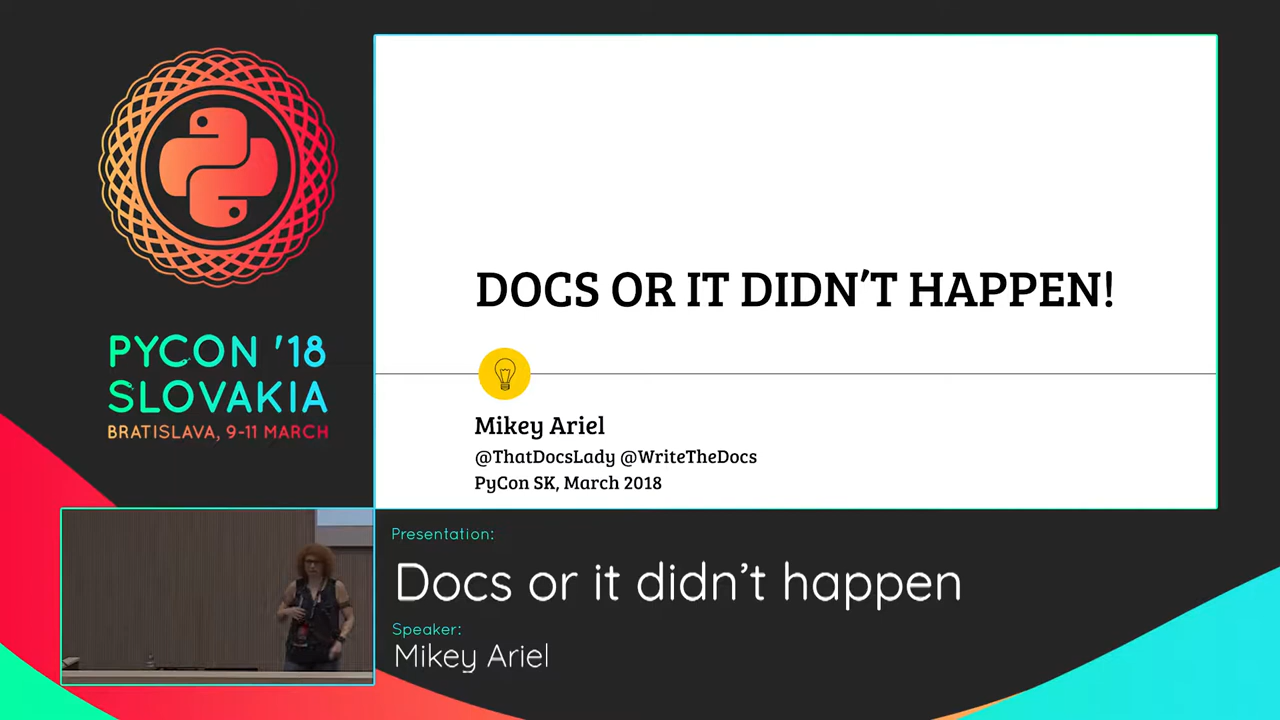 PYCON '18
SLOVAKIA
BRATISLAVA, 9-11 MARCH
DOCS OR IT DIDN'T HAPPEN!
Mikey Ariel
@ThatDocsLady @WriteTheDocs
PyCon SK, March 2018
Presentation:
Docs or it didn't happen
Speaker:
Mikey Ariel